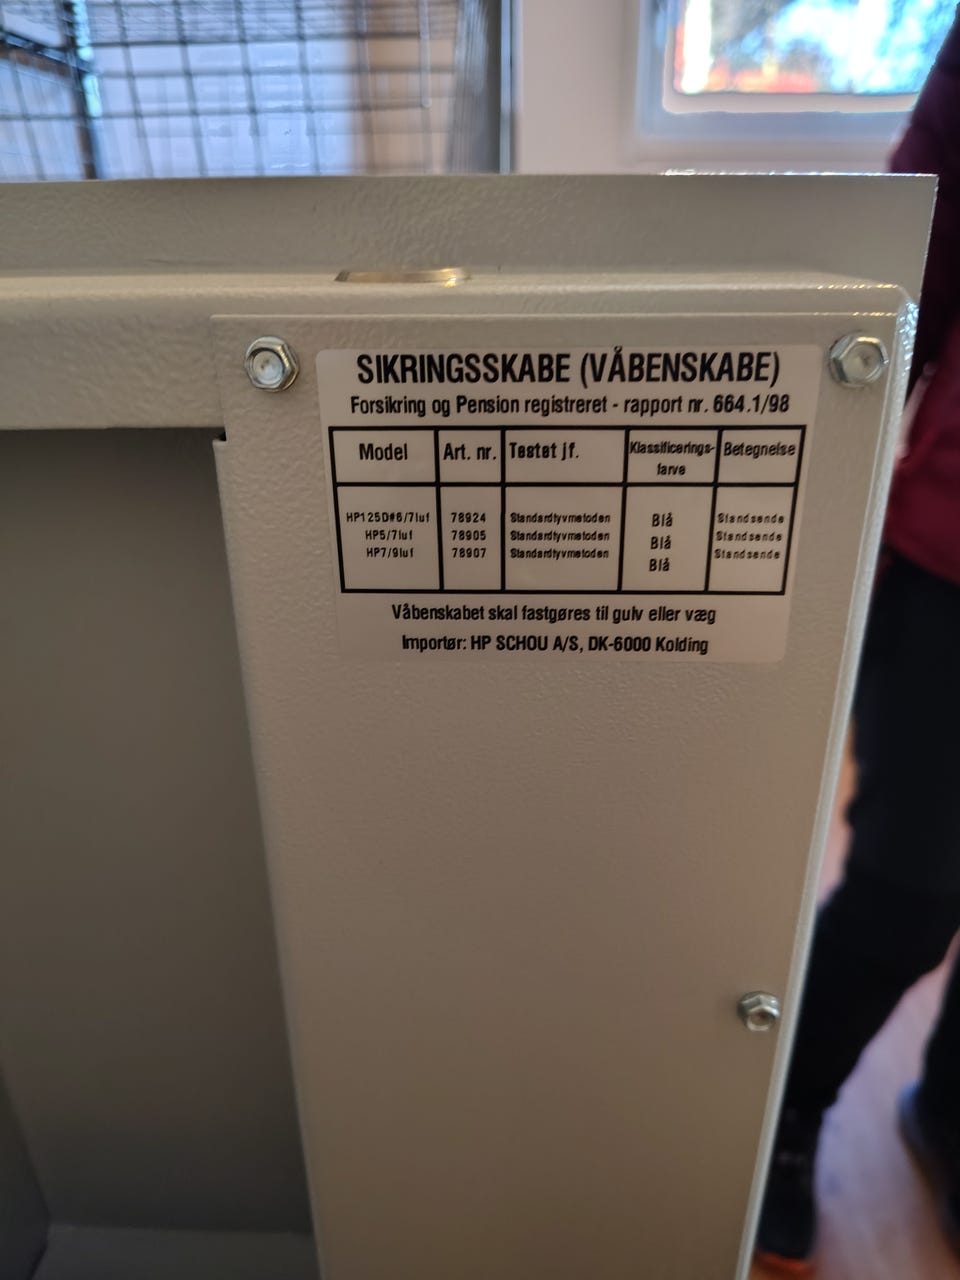 SIKRINGSSKABE (VÅBENSKABE)
Forsikring og Pension registreret - rapport nr. 664.1/98
Model Art. nr. Testet jf. Klassificerings- farve Betegnelse
HP125D#6/7luf 78924 Standardtyvmetoden Blå Standsende
HP5/7luf 78905 Standardtyvmetoden Blå Standsende
HP7/9luf 78907 Standardtyvmetoden Blå Standsende
Våbenskabet skal fastgøres til gulv eller væg
Importør: HP SCHOU A/S, DK-6000 Kolding